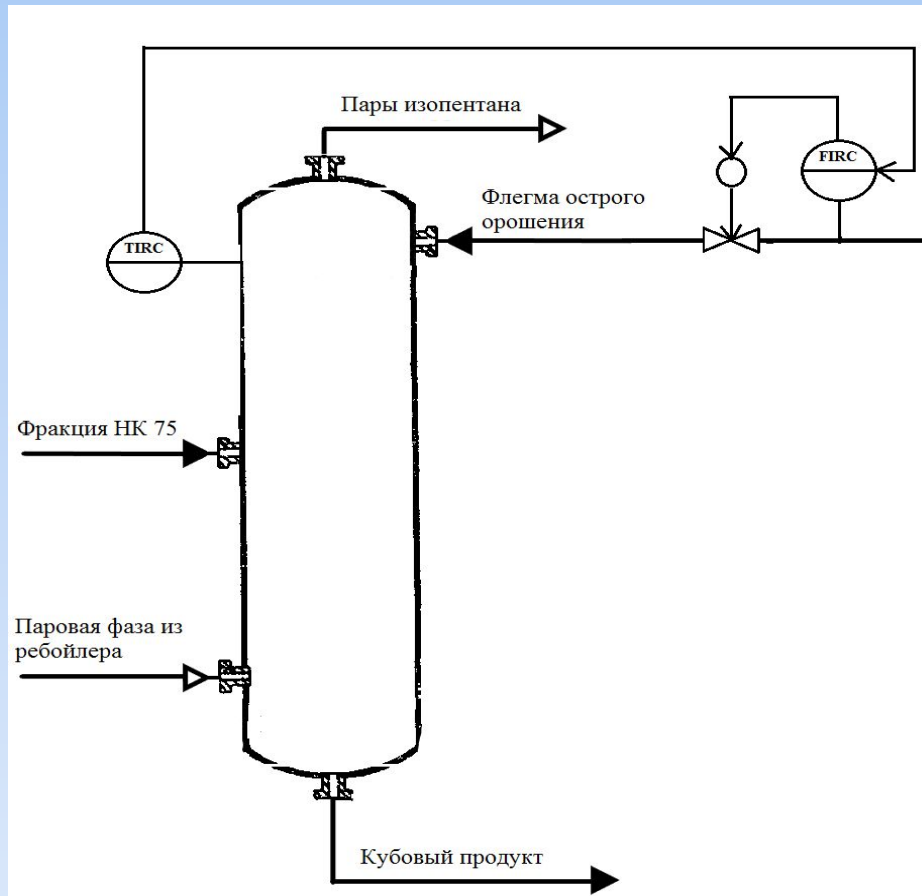 Пары изопентана
FIRC
Флегма острого
орошения
TIRC
Фракция НК 75
Паровая фаза из
ребойлера
Кубовый продукт